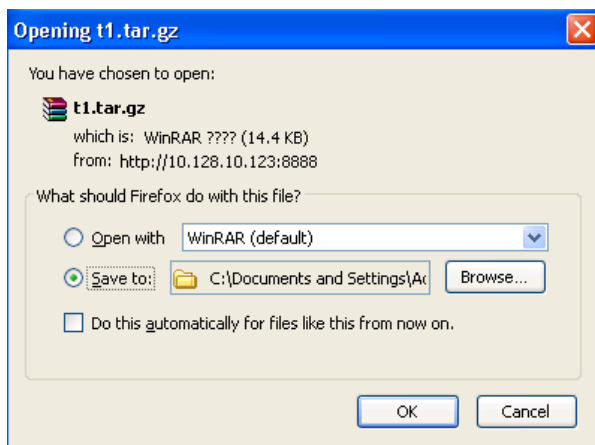 Opening t1.tar.gz
You have chosen to open:
t1.tar.gz
which is: WinRAR ???? (14.4 KB)
from: http://10.128.10.123:8888
What should Firefox do with this file?
Open with WinRAR (default)
Save to: C:\Documents and Settings\Ac Browse...
Do this automatically for files like this from now on.
OK Cancel